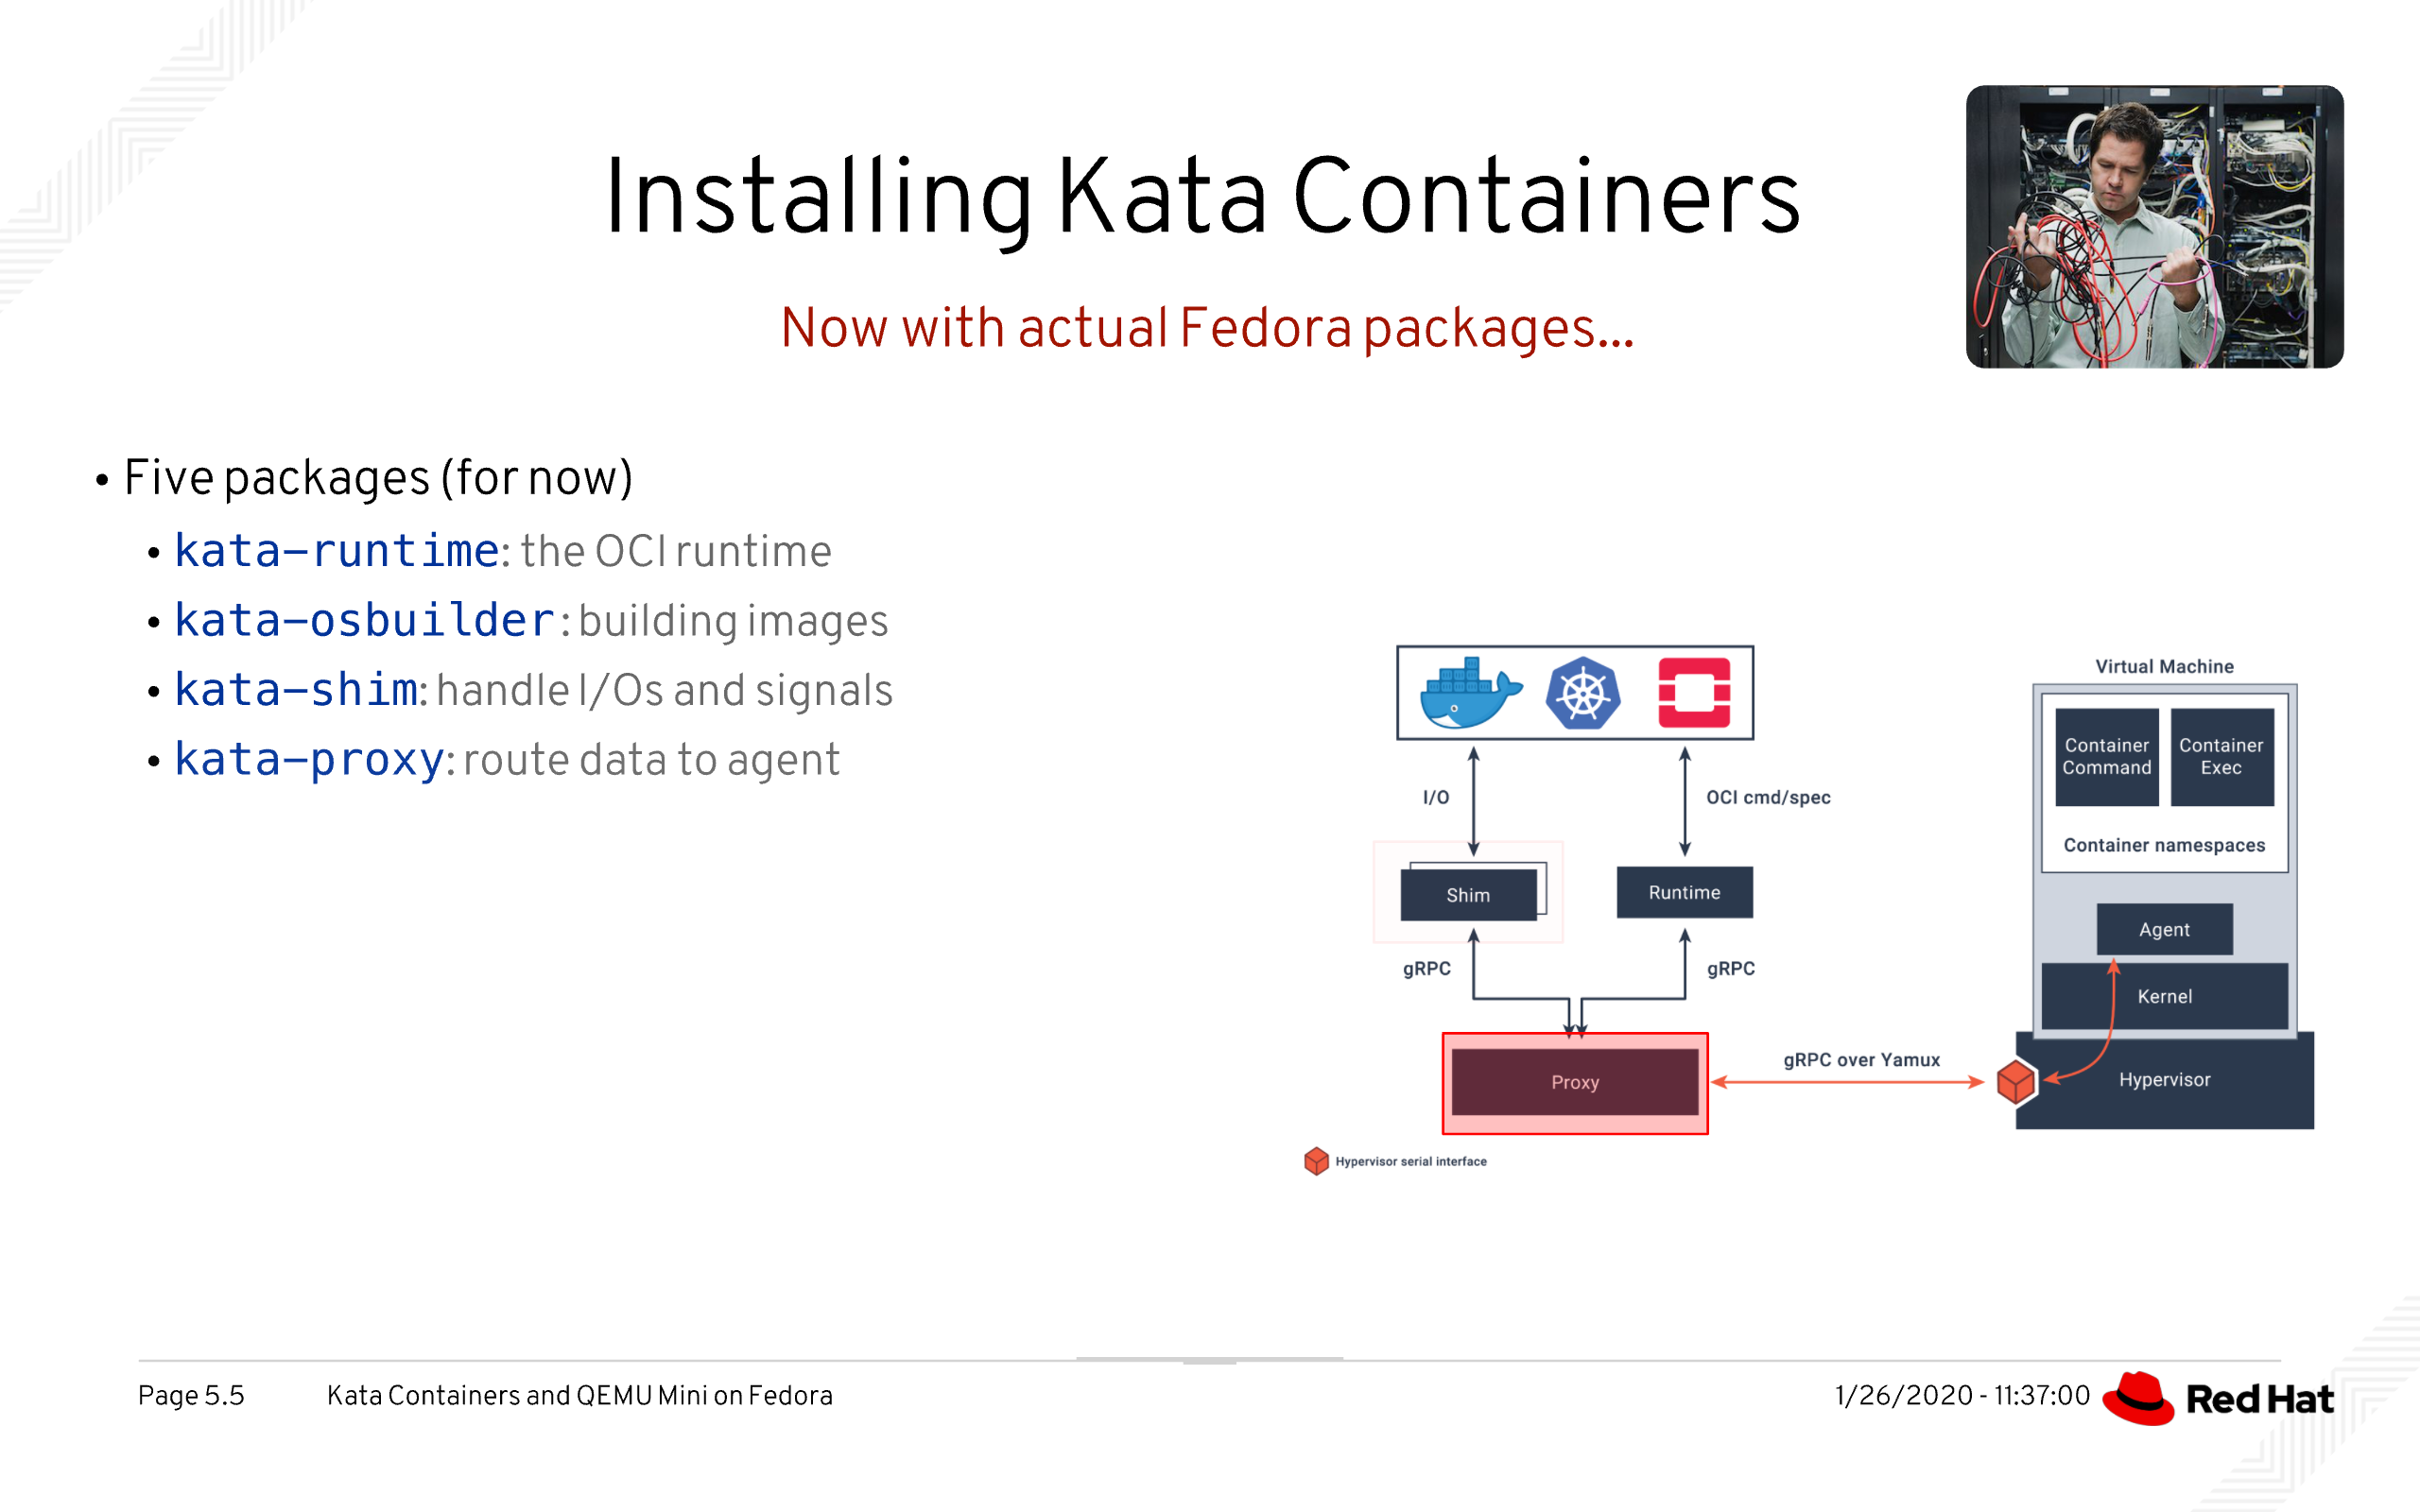 Installing Kata Containers
Now with actual Fedora packages...
• Five packages (for now)
• kata-runtime: the OCI runtime
• kata-osbuilder: building images
• kata-shim: handle I/Os and signals
• kata-proxy: route data to agent
I/O
OCI cmd/spec
Shim
Runtime
gRPC
gRPC
Proxy
gRPC over Yamux
Hypervisor serial interface
Virtual Machine
Container
Command
Container
Exec
Container namespaces
Agent
Kernel
Hypervisor
Page 5.5
Kata Containers and QEMU Mini on Fedora
1/26/2020 - 11:37:00
Red Hat